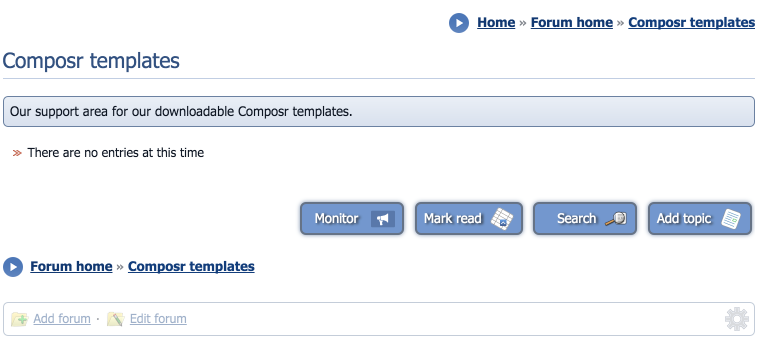 Home » Forum home » Composr templates
Composr templates
Our support area for our downloadable Composr templates.
» There are no entries at this time
Monitor Mark read Search Add topic
Forum home » Composr templates
Add forum · Edit forum